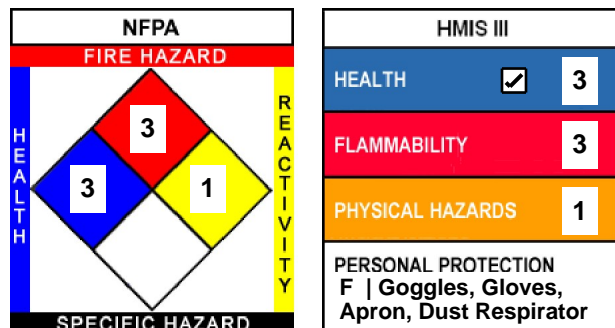 NFPA
FIRE HAZARD
HEALTH
3
3
1
REACTIVITY
SPECIFIC HAZARD
HMIS III
HEALTH 3
FLAMMABILITY 3
PHYSICAL HAZARDS 1
PERSONAL PROTECTION
F | Goggles, Gloves,
Apron, Dust Respirator